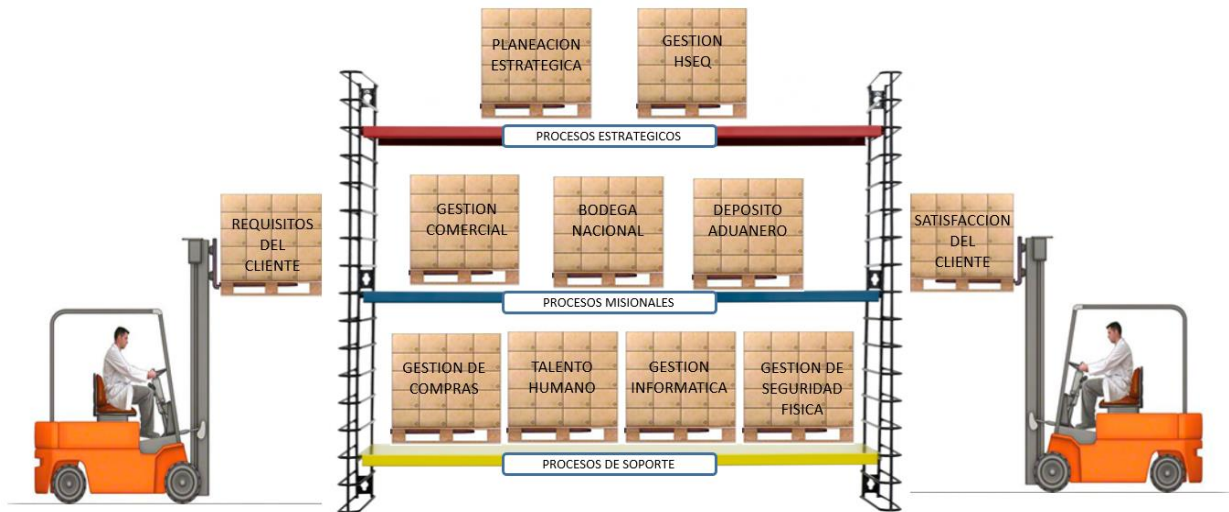 PLANEACION
ESTRATEGICA
GESTION
HSEQ
PROCESOS ESTRATEGICOS
REQUISITOS
DEL
CLIENTE
GESTION
COMERCIAL
BODEGA
NACIONAL
DEPOSITO
ADUANERO
SATISFACCION
DEL
CLIENTE
PROCESOS MISIONALES
GESTION DE
COMPRAS
TALENTO
HUMANO
GESTION
INFORMATICA
GESTION DE
SEGURIDAD
FISICA
PROCESOS DE SOPORTE